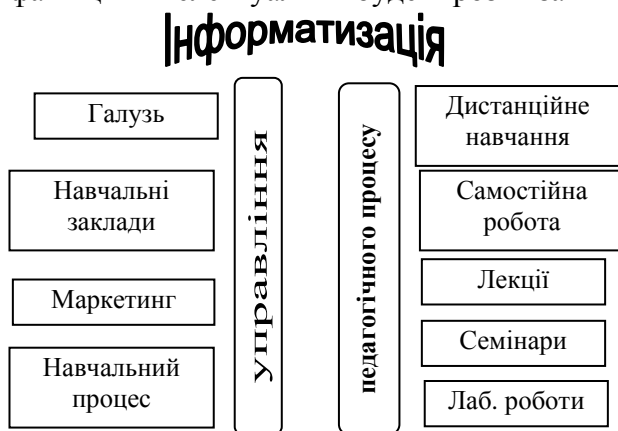 Інформатизація
Галузь
Навчальні
заклади
Маркетинг
Навчальний
процес
управління
педагогічного процесу
Дистанційне
навчання
Самостійна
робота
Лекції
Семінари
Лаб. роботи